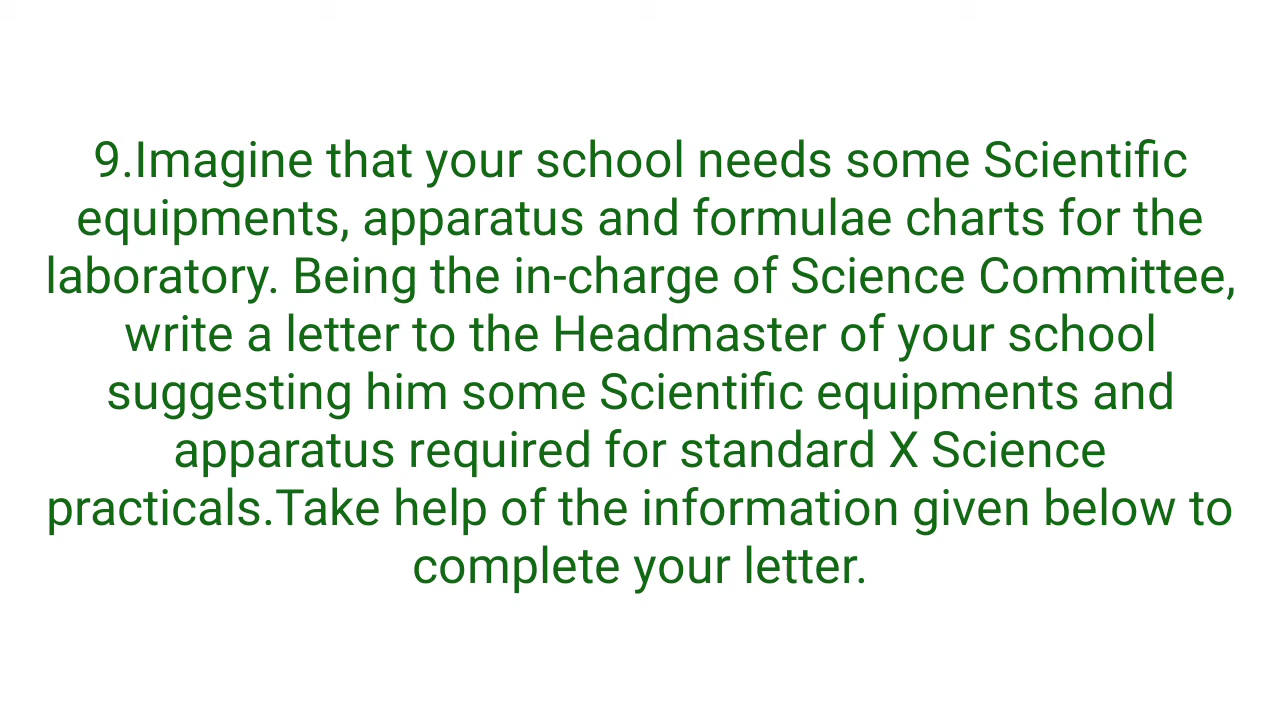 9.Imagine that your school needs some Scientific
equipments, apparatus and formulae charts for the
laboratory. Being the in-charge of Science Committee,
write a letter to the Headmaster of your school
suggesting him some Scientific equipments and
apparatus required for standard X Science
practicals.Take help of the information given below to
complete your letter.